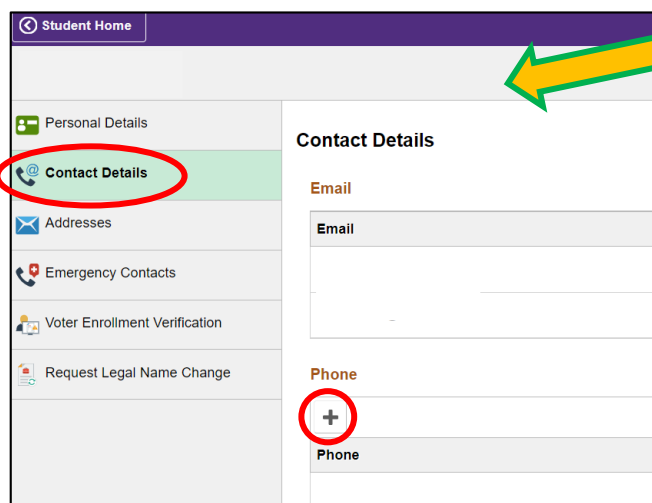 Student Home
Personal Details
Contact Details
Addresses
Emergency Contacts
Voter Enrollment Verification
Request Legal Name Change
Contact Details
Email
Email
Phone
+
Phone